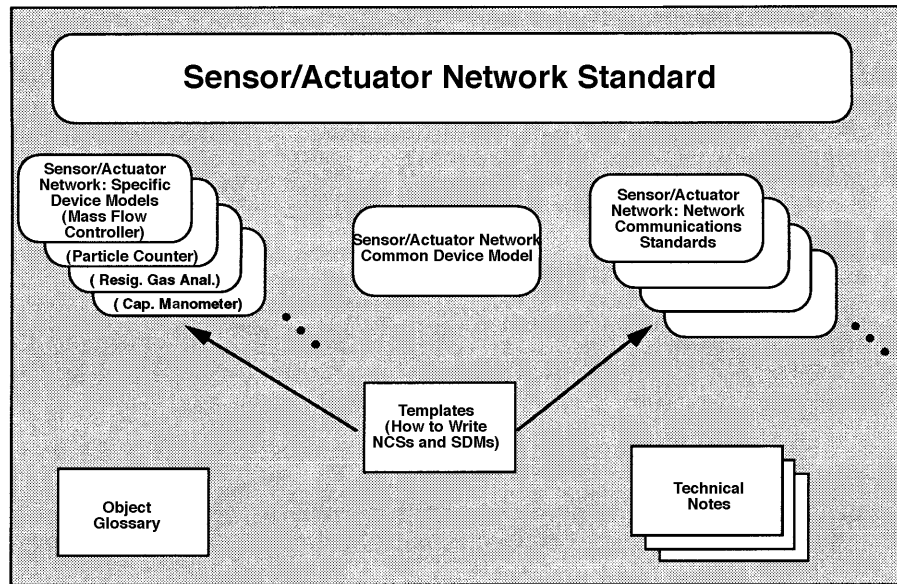 Sensor/Actuator Network Standard
Sensor/Actuator
Network: Specific
Device Models
(Mass Flow
Controller)
(Particle Counter)
( Resig. Gas Anal.)
( Cap. Manometer)
Sensor/Actuator Network
Common Device Model
Sensor/Actuator
Network: Network
Communications
Standards
Templates
(How to Write
NCSs and SDMs)
Object
Glossary
Technical
Notes